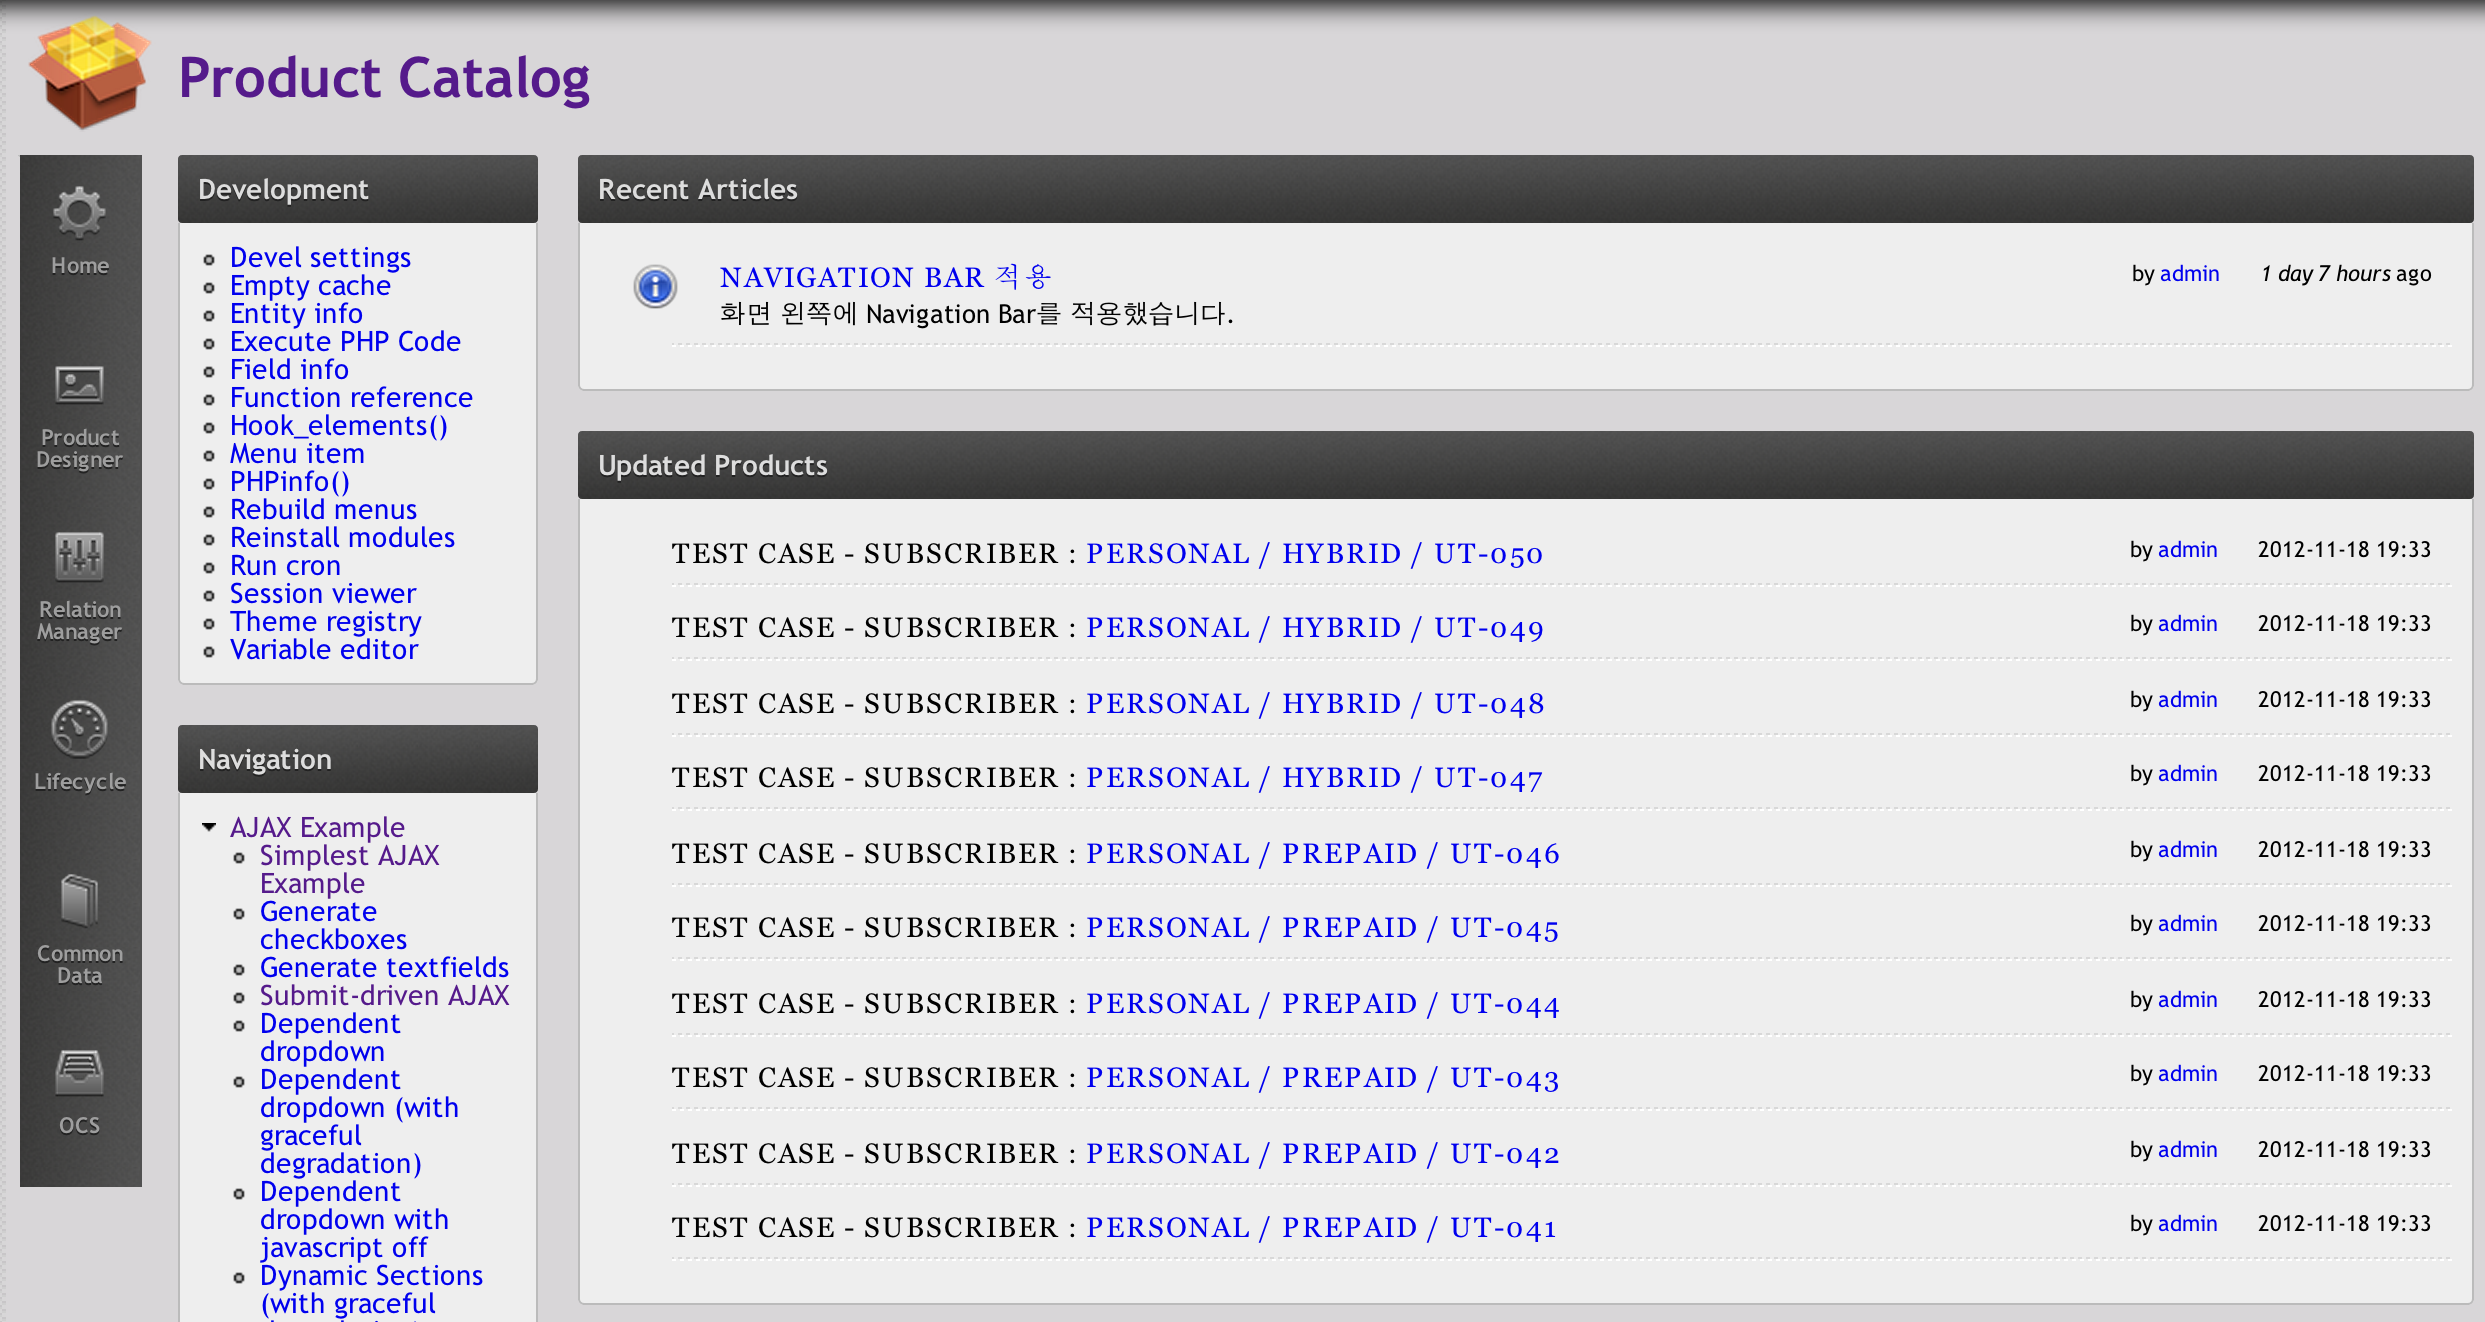 Product Catalog
Home
Product
Designer
Relation
Manager
Lifecycle
Common
Data
OCS
Development
Devel settings
Empty cache
Entity info
Execute PHP Code
Field info
Function reference
Hook_elements()
Menu item
PHPinfo()
Rebuild menus
Reinstall modules
Run cron
Session viewer
Theme registry
Variable editor
Navigation
AJAX Example
Simplest AJAX
Example
Generate
checkboxes
Generate textfields
Submit-driven AJAX
Dependent
dropdown
Dependent
dropdown (with
graceful
degradation)
Dependent
dropdown with
javascript off
Dynamic Sections
(with graceful
Recent Articles
NAVIGATION BAR 적용 by admin 1 day 7 hours ago
화면 왼쪽에 Navigation Bar를 적용했습니다.
Updated Products
TEST CASE - SUBSCRIBER : PERSONAL / HYBRID / UT-050 by admin 2012-11-18 19:33
TEST CASE - SUBSCRIBER : PERSONAL / HYBRID / UT-049 by admin 2012-11-18 19:33
TEST CASE - SUBSCRIBER : PERSONAL / HYBRID / UT-048 by admin 2012-11-18 19:33
TEST CASE - SUBSCRIBER : PERSONAL / HYBRID / UT-047 by admin 2012-11-18 19:33
TEST CASE - SUBSCRIBER : PERSONAL / PREPAID / UT-046 by admin 2012-11-18 19:33
TEST CASE - SUBSCRIBER : PERSONAL / PREPAID / UT-045 by admin 2012-11-18 19:33
TEST CASE - SUBSCRIBER : PERSONAL / PREPAID / UT-044 by admin 2012-11-18 19:33
TEST CASE - SUBSCRIBER : PERSONAL / PREPAID / UT-043 by admin 2012-11-18 19:33
TEST CASE - SUBSCRIBER : PERSONAL / PREPAID / UT-042 by admin 2012-11-18 19:33
TEST CASE - SUBSCRIBER : PERSONAL / PREPAID / UT-041 by admin 2012-11-18 19:33